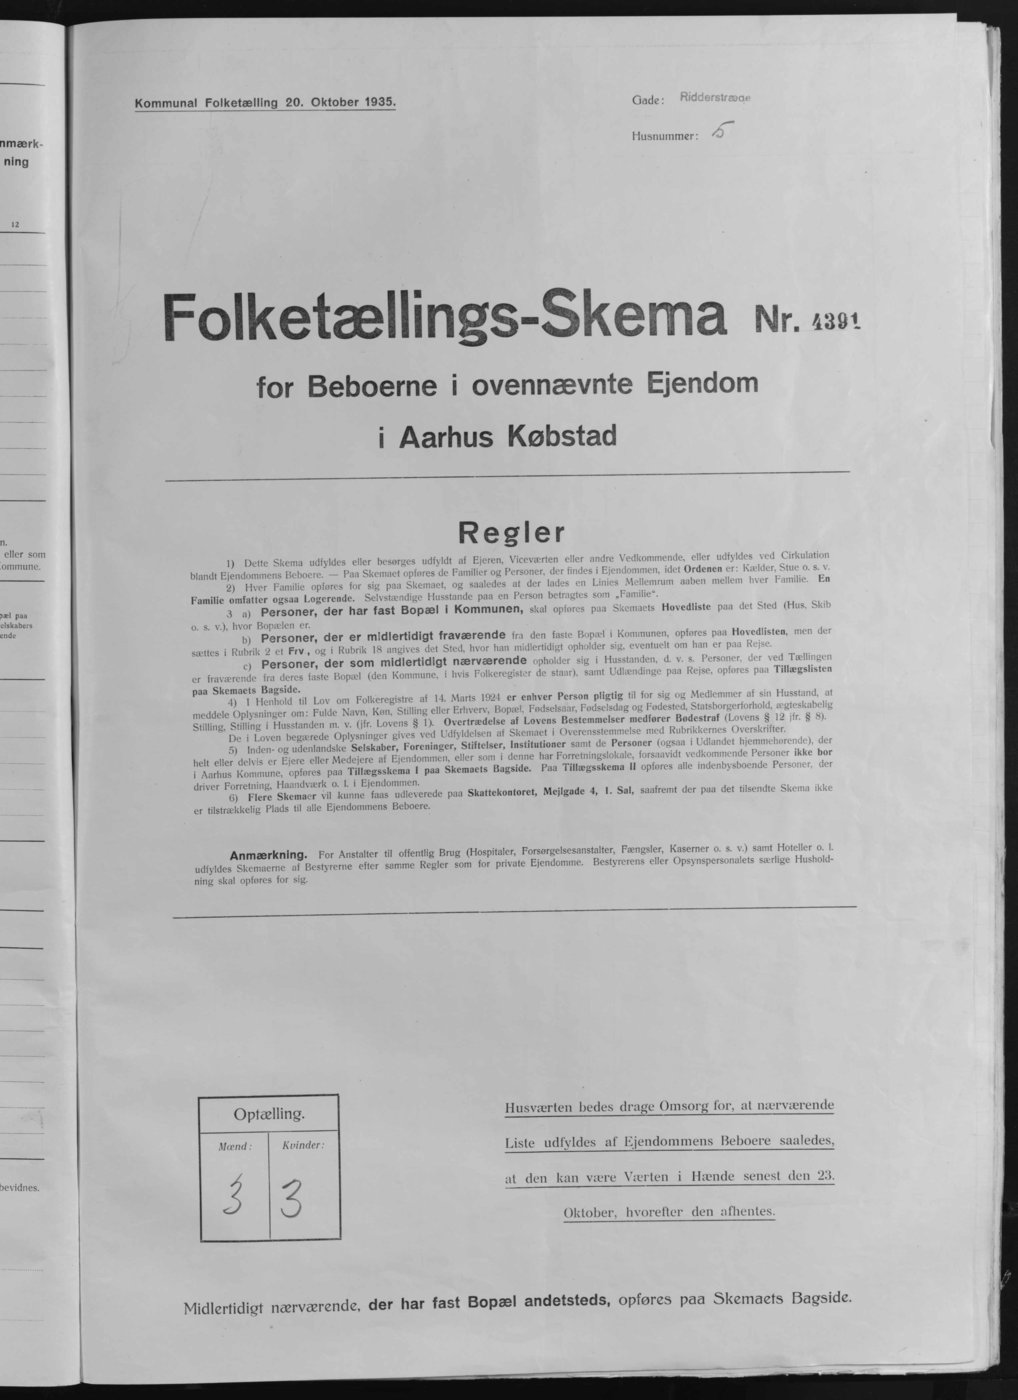 nmærk-
ning
12
n.
eller som
ommune.
pæl paa
elskabers
ende
bevidnes.
Kommunal Folketælling 20. Oktober 1935.
Gade: Ridderstræde
Husnummer: 5
Folketællings-Skema Nr. 4391
for Beboerne i ovennævnte Ejendom
i Aarhus Købstad
Regler
1) Dette Skema udfyldes eller besørges udfyldt af Ejeren, Viceværten eller andre Vedkommende, eller udfyldes ved Cirkulation
blandt Ejendommens Beboere. — Paa Skemaet opføres de Familier og Personer, der findes i Ejendommen, idet Ordenen er: Kælder, Stue o. s. v.
2) Hver Familie opføres for sig paa Skemaet, og saaledes at der lades en Linies Mellemrum aaben mellem hver Familie. En
Familie omfatter ogsaa Logerende. Selvstændige Husstande paa en Person betragtes som „Familie“.
3 a) Personer, der har fast Bopæl i Kommunen, skal opføres paa Skemaets Hovedliste paa det Sted (Hus, Skib
o. s. v.), hvor Bopælen er.
b) Personer, der er midlertidigt fraværende fra den faste Bopæl i Kommunen, opføres paa Hovedlisten, men der
sættes i Rubrik 2 et Frv., og i Rubrik 18 angives det Sted, hvor han midlertidigt opholder sig, eventuelt om han er paa Rejse.
c) Personer, der som midlertidigt nærværende opholder sig i Husstanden, d. v. s. Personer, der ved Tællingen
er fraværende fra deres faste Bopæl (den Kommune, i hvis Folkeregister de staar), samt Udlændinge paa Rejse, opføres paa Tillægslisten
paa Skemaets Bagside.
4) I Henhold til Lov om Folkeregistre af 14. Marts 1924 er enhver Person pligtig til for sig og Medlemmer af sin Husstand, at
meddele Oplysninger om: Fulde Navn, Køn, Stilling eller Erhverv, Bopæl, Fødselsaar, Fødselsdag og Fødested, Statsborgerforhold, ægteskabelig
Stilling, Stilling i Husstanden m. v. (jfr. Lovens § 1). Overtrædelse af Lovens Bestemmelser medfører Bødestraf (Lovens § 12 jfr. § 8).
De i Loven begærede Oplysninger gives ved Udfyldelsen af Skemaet i Overensstemmelse med Rubrikkernes Overskrifter.
5) Inden- og udenlandske Selskaber, Foreninger, Stiftelser, Institutioner samt de Personer (ogsaa i Udlandet hjemmehørende), der
helt eller delvis er Ejere eller Medejere af Ejendommen, eller som i denne har Forretningslokale, forsaavidt vedkommende Personer ikke bor
i Aarhus Kommune, opføres paa Tillægsskema I paa Skemaets Bagside. Paa Tillægsskema II opføres alle indenbysboende Personer, der
driver Forretning, Haandværk o. l. i Ejendommen.
6) Flere Skemaer vil kunne faas udleverede paa Skattekontoret, Mejlgade 4, 1. Sal, saafremt der paa det tilsendte Skema ikke
er tilstrækkelig Plads til alle Ejendommens Beboere.
Anmærkning. For Anstalter til offentlig Brug (Hospitaler, Forsørgelsesanstalter, Fængsler, Kaserner o. s. v.) samt Hoteller o. l.
udfyldes Skemaerne af Bestyrerne efter samme Regler som for private Ejendomme. Bestyrerens eller Opsynspersonalets særlige Hushold-
ning skal opføres for sig.
Optælling.
Mænd: Kvinder:
3 3
Husværten bedes drage Omsorg for, at nærværende
Liste udfyldes af Ejendommens Beboere saaledes,
at den kan være Værten i Hænde senest den 23.
Oktober, hvorefter den afhentes.
Midlertidigt nærværende, der har fast Bopæl andetsteds, opføres paa Skemaets Bagside.